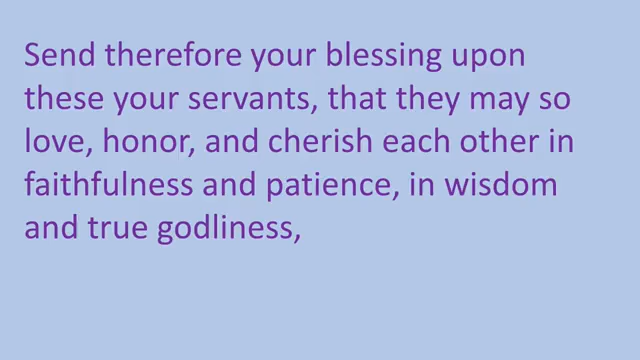 Send therefore your blessing upon
these your servants, that they may so
love, honor, and cherish each other in
faithfulness and patience, in wisdom
and true godliness,